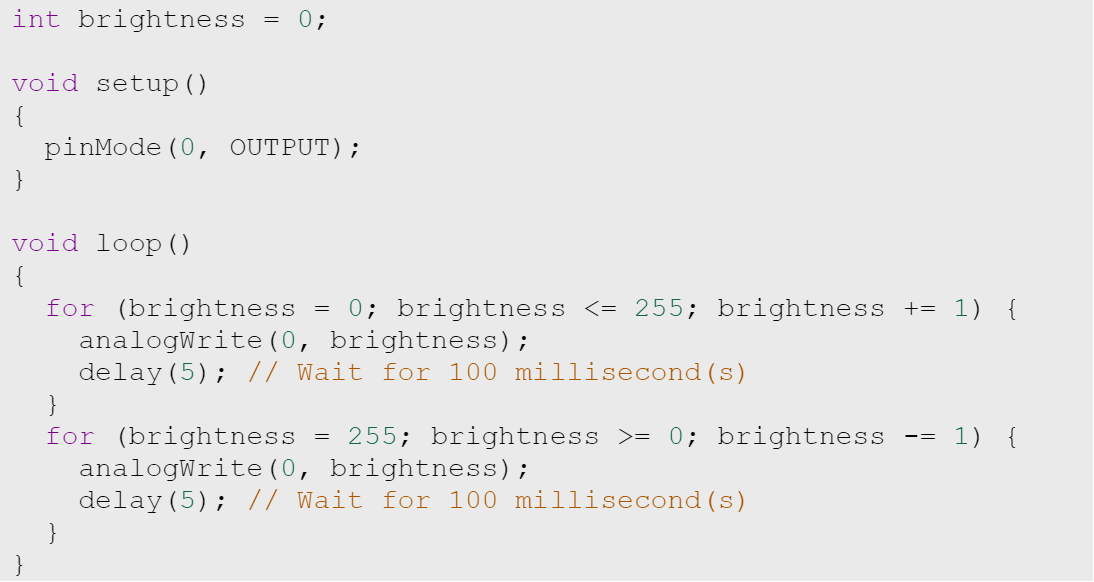 int brightness = 0;
void setup()
{
  pinMode(0, OUTPUT);
}
void loop()
{
  for (brightness = 0; brightness <= 255; brightness += 1) {
    analogWrite(0, brightness);
    delay(5); // Wait for 100 millisecond(s)
  }
  for (brightness = 255; brightness >= 0; brightness -= 1) {
    analogWrite(0, brightness);
    delay(5); // Wait for 100 millisecond(s)
  }
}